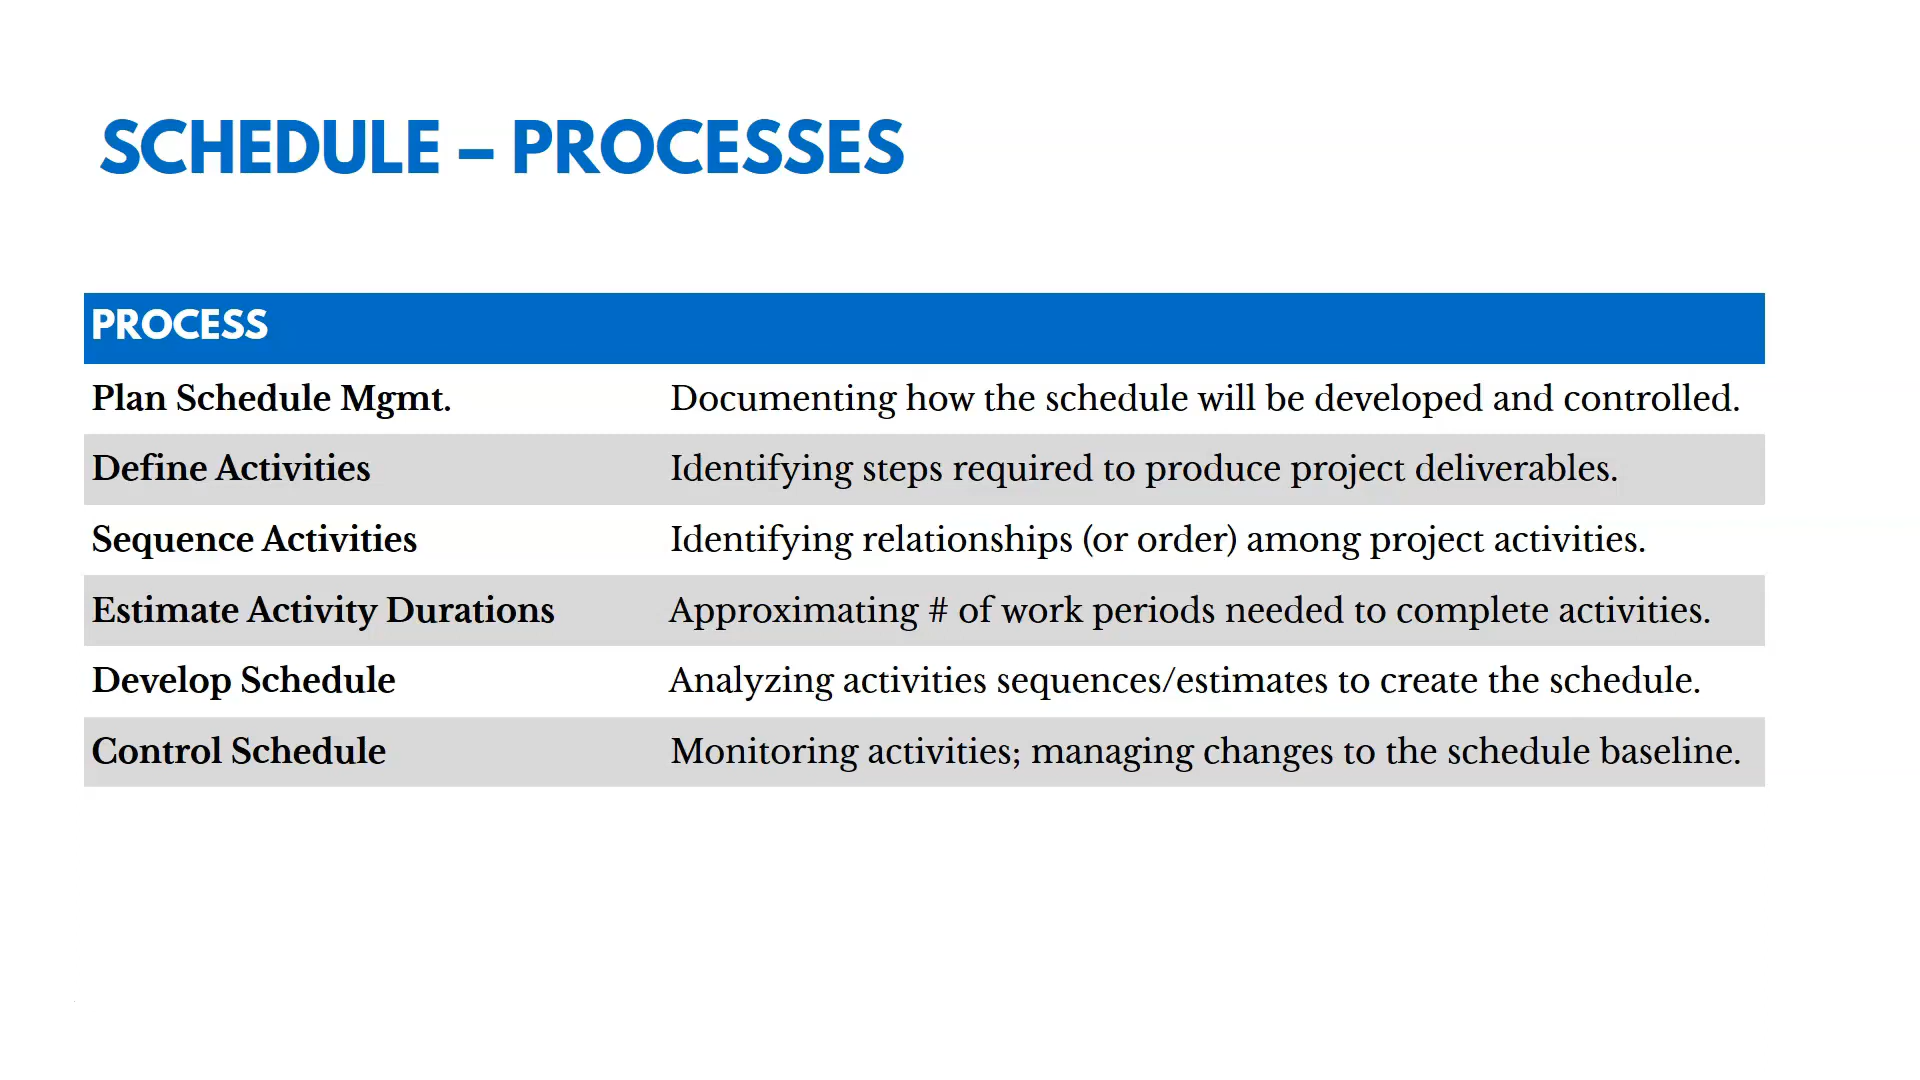 SCHEDULE – PROCESSES
PROCESS
Plan Schedule Mgmt. Documenting how the schedule will be developed and controlled.
Define Activities Identifying steps required to produce project deliverables.
Sequence Activities Identifying relationships (or order) among project activities.
Estimate Activity Durations Approximating # of work periods needed to complete activities.
Develop Schedule Analyzing activities sequences/estimates to create the schedule.
Control Schedule Monitoring activities; managing changes to the schedule baseline.